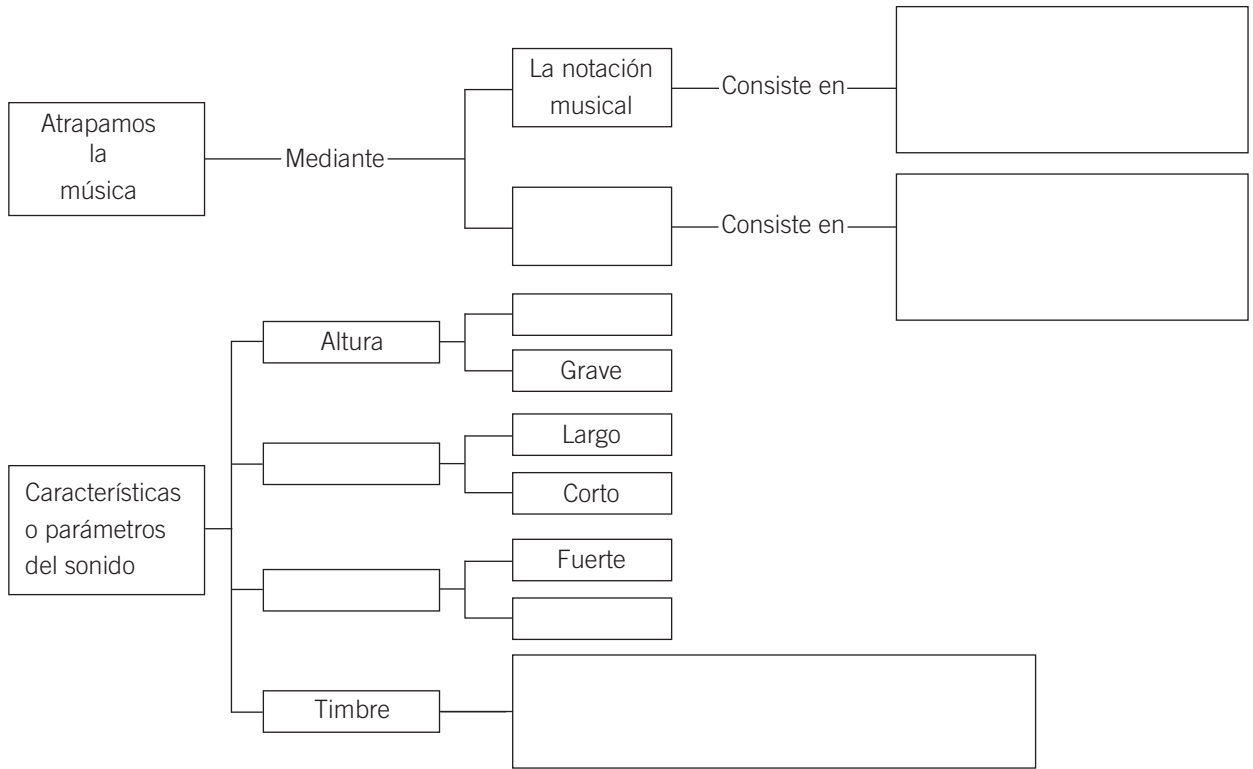 Atrapamos
la
música
Mediante
La notación
musical
Consiste en
Consiste en
Características
o parámetros
del sonido
Altura
Grave
Largo
Corto
Fuerte
Timbre